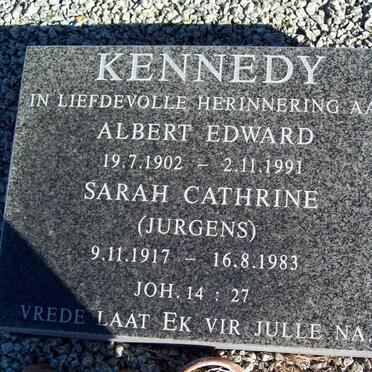 KENNEDY
IN LIEFDEVOLLE HERINNERING AA
ALBERT EDWARD
19.7.1902 – 2.11.1991
SARAH CATHRINE
(JURGENS)
9.11.1917 – 16.8.1983
JOH. 14 : 27
VREDE LAAT EK VIR JULLE NA